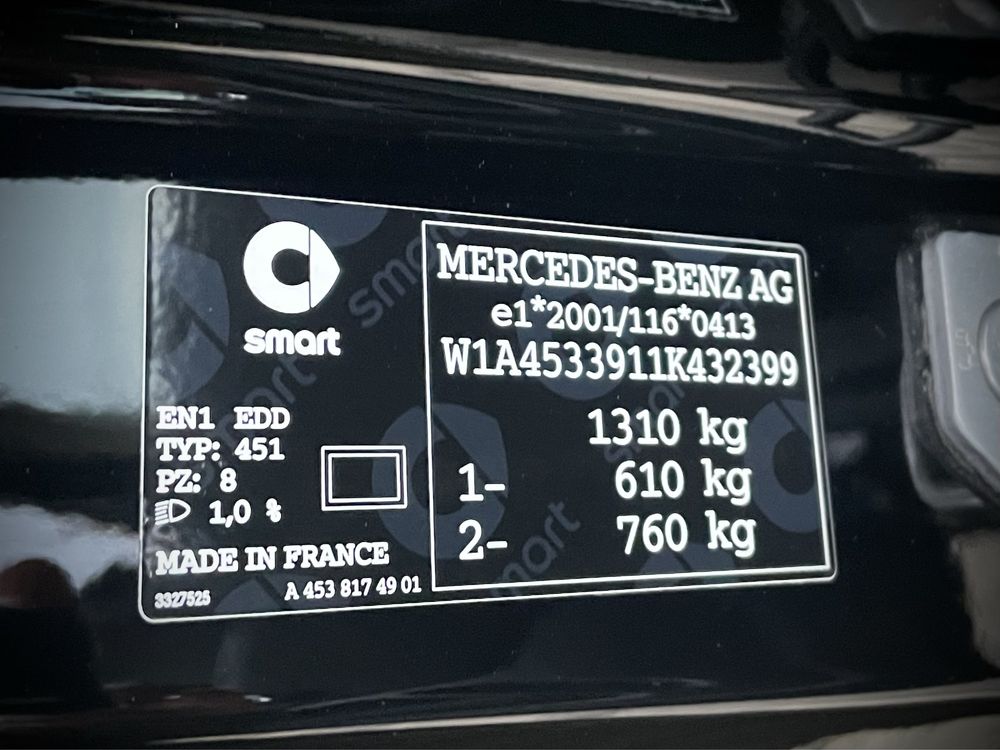 smart
EN1 EDD
TYP: 451
PZ: 8
1,0 %
MADE IN FRANCE
3327525 A 453 817 49 01
MERCEDES-BENZ AG
e1*2001/116*0413
W1A4533911K432399
1310 kg
1- 610 kg
2- 760 kg